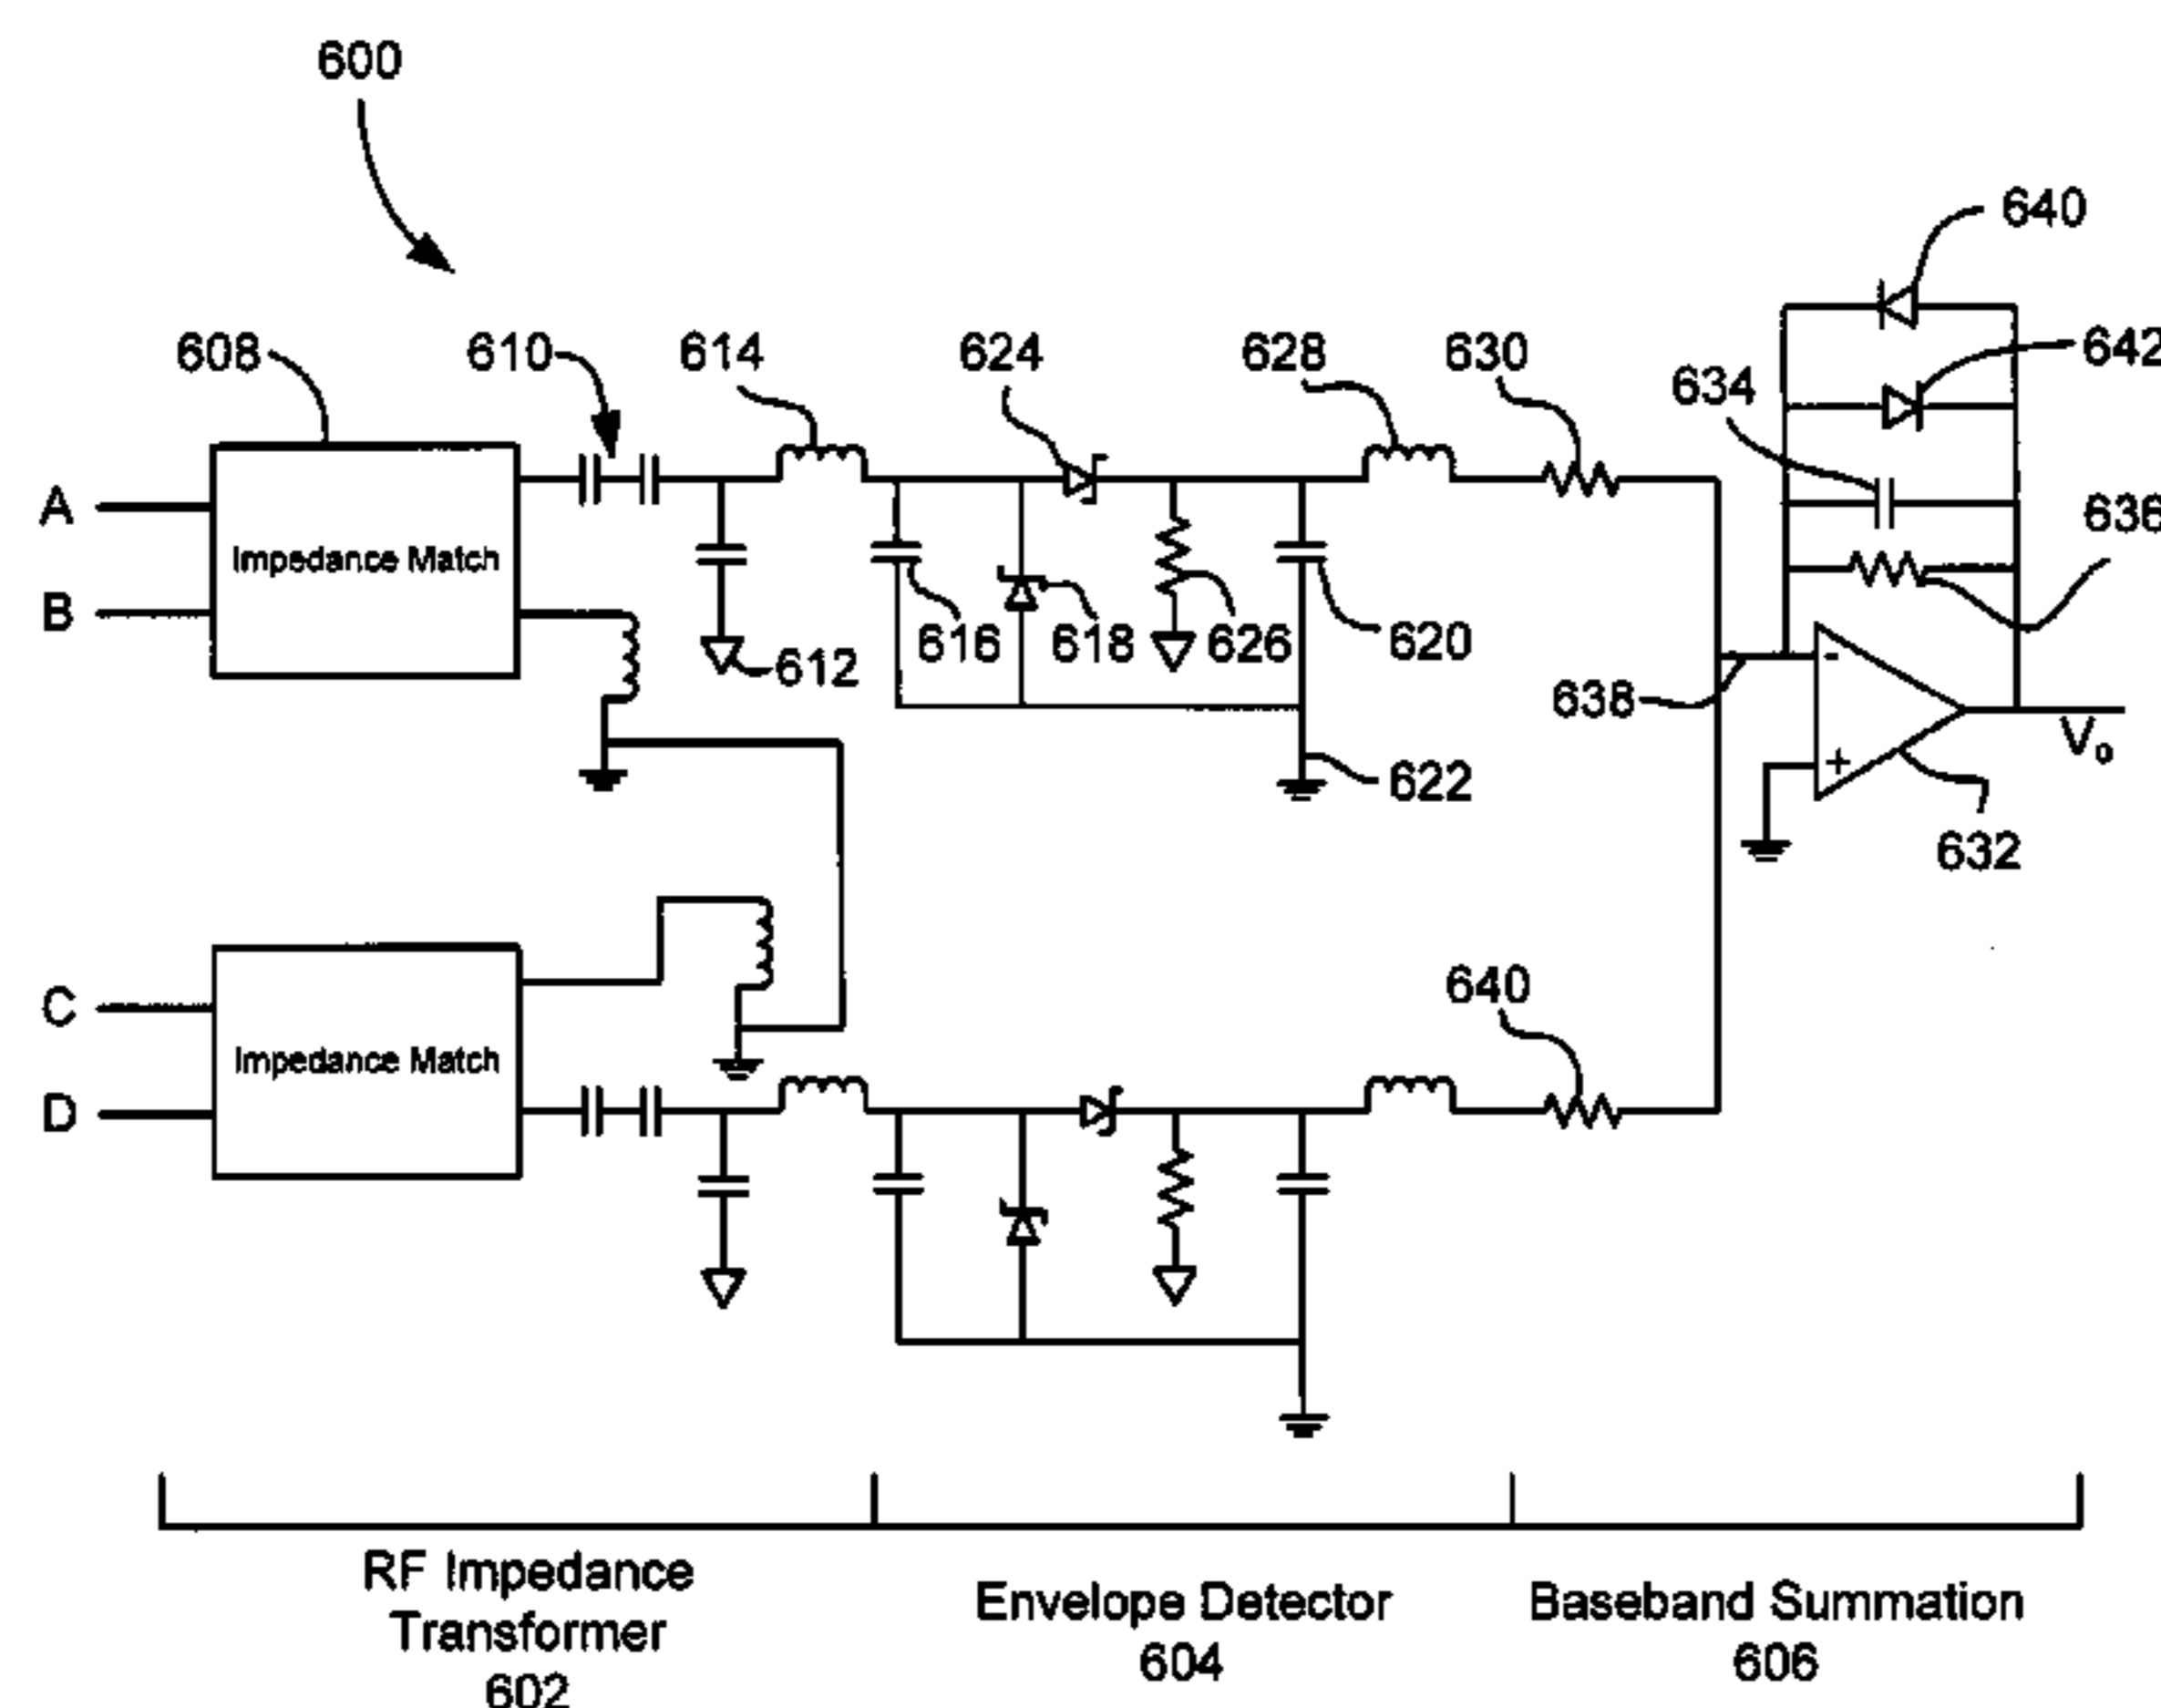 600
640
608
610
614
624
628
630
634
642
636
A
Impedance Match
B
612
616
618
626
620
638
-
+
V₀
622
632
C
Impedance Match
D
640
RF Impedance
Transformer
602
Envelope Detector
604
Baseband Summation
606